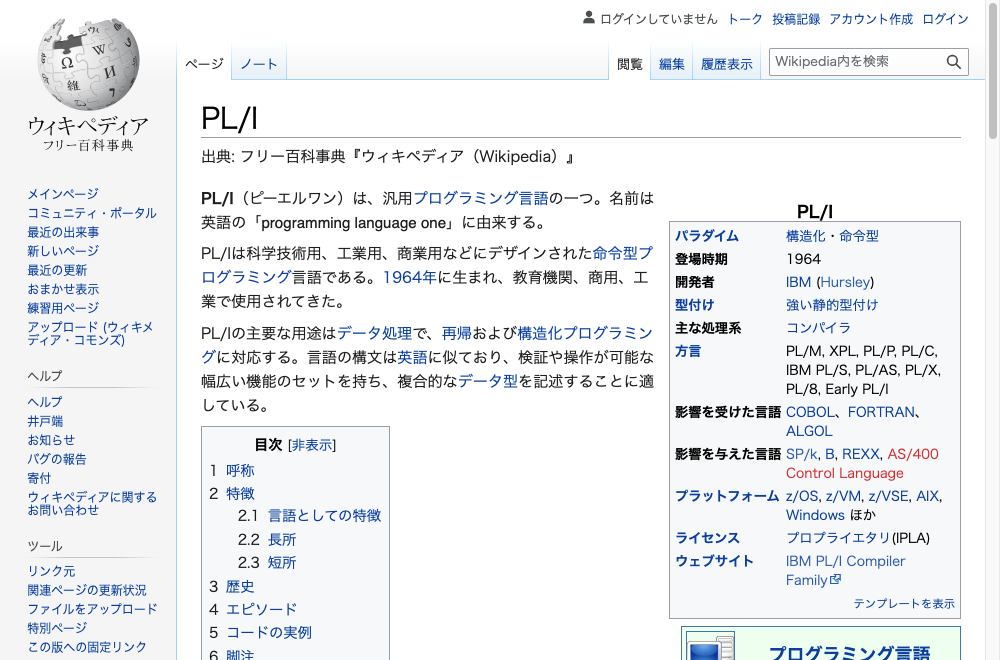 ログインしていません トーク 投稿記録 アカウント作成 ログイン
ページ ノート 閲覧 編集 履歴表示 Wikipedia内を検索
ウィキペディア
フリー百科事典
メインページ
コミュニティ・ポータル
最近の出来事
新しいページ
最近の更新
おまかせ表示
練習用ページ
アップロード (ウィキメ
ディア・コモンズ)
ヘルプ
ヘルプ
井戸端
お知らせ
バグの報告
寄付
ウィキペディアに関する
お問い合わせ
ツール
リンク元
関連ページの更新状況
ファイルをアップロード
特別ページ
この版への固定リンク
PL/I
出典: フリー百科事典『ウィキペディア（Wikipedia）』
PL/I（ピーエルワン）は、汎用プログラミング言語の一つ。名前は
英語の「programming language one」に由来する。
PL/Iは科学技術用、工業用、商業用などにデザインされた命令型プ
ログラミング言語である。1964年に生まれ、教育機関、商用、工
業で使用されてきた。
PL/Iの主要な用途はデータ処理で、再帰および構造化プログラミン
グに対応する。言語の構文は英語に似ており、検証や操作が可能な
幅広い機能のセットを持ち、複合的なデータ型を記述することに適
している。
目次 [非表示]
1 呼称
2 特徴
2.1 言語としての特徴
2.2 長所
2.3 短所
3 歴史
4 エピソード
5 コードの実例
6 脚注
PL/I
パラダイム 構造化・命令型
登場時期 1964
開発者 IBM (Hursley)
型付け 強い静的型付け
主な処理系 コンパイラ
方言 PL/M, XPL, PL/P, PL/C,
IBM PL/S, PL/AS, PL/X,
PL/8, Early PL/I
影響を受けた言語 COBOL、FORTRAN、
ALGOL
影響を与えた言語 SP/k, B, REXX, AS/400
Control Language
プラットフォーム z/OS, z/VM, z/VSE, AIX,
Windows ほか
ライセンス プロプライエタリ(IPLA)
ウェブサイト IBM PL/I Compiler
Family
テンプレートを表示
プログラミング言語